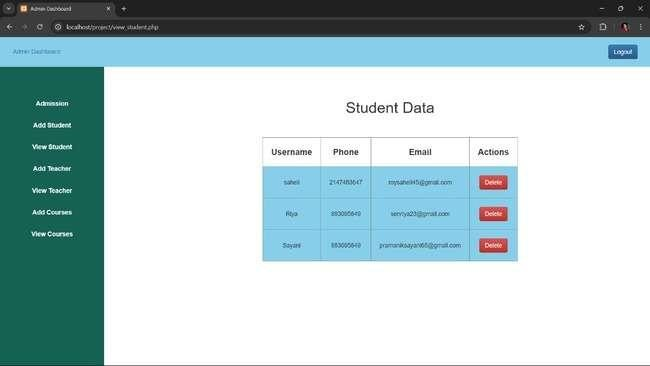 Admin Dashboard
localhost/project/view_student.php
Admin Dashboard
Logout
Admission
Add Student
View Student
Add Teacher
View Teacher
Add Courses
View Courses
Student Data
Username Phone Email Actions
saheli 2147483647 roysaheli45@gmail.com Delete
Riya 883095849 senriya23@gmail.com Delete
Sayani 883095849 pramaniksayani65@gmail.com Delete